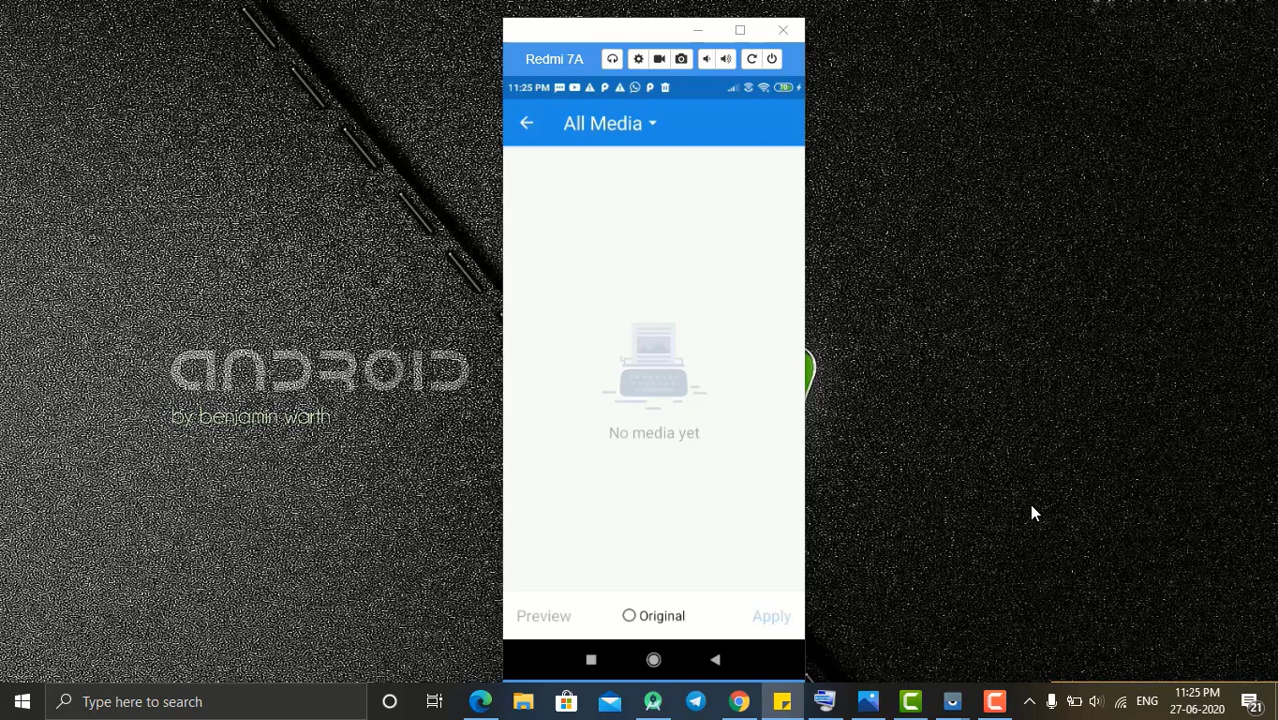 Redmi 7A
11:25 PM
70
All Media
ANDROID
by benjamin warth
No media yet
Preview
Original
Apply
Type here to search
ENG
11:25 PM
27-06-2020
21